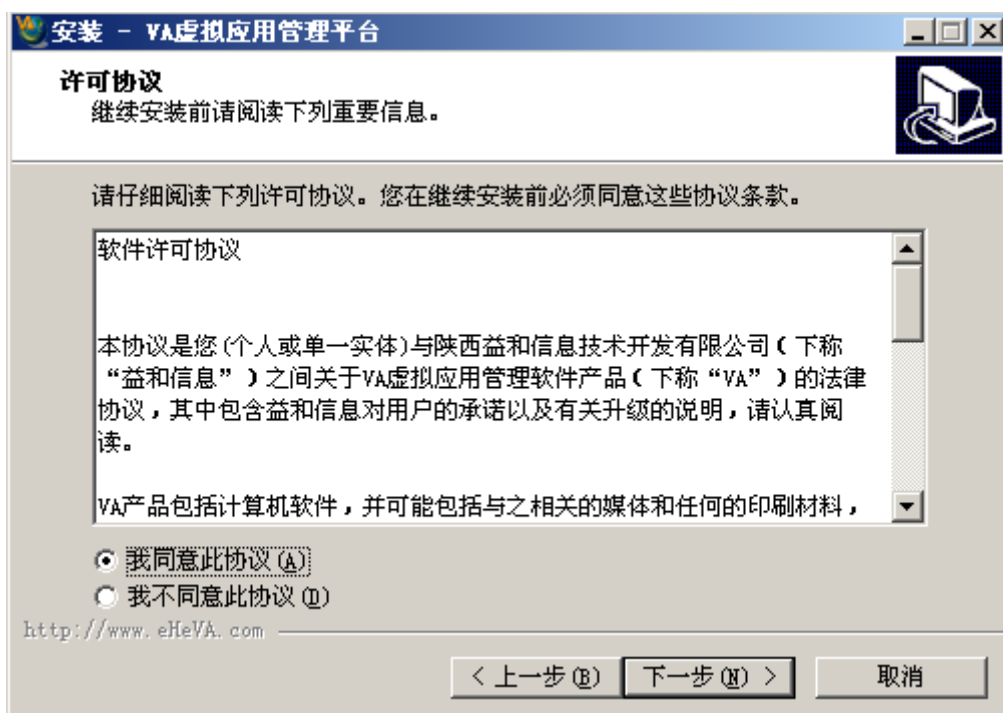 安装 - VA虚拟应用管理平台
许可协议
继续安装前请阅读下列重要信息。
请仔细阅读下列许可协议。您在继续安装前必须同意这些协议条款。
软件许可协议
本协议是您(个人或单一实体)与陕西益和信息技术开发有限公司(下称
“益和信息”)之间关于VA虚拟应用管理软件产品(下称“VA”)的法律
协议,其中包含益和信息对用户的承诺以及有关升级的说明,请认真阅
读。
VA产品包括计算机软件,并可能包括与之相关的媒体和任何的印刷材料,
我同意此协议(A)
我不同意此协议(D)
http://www.eHeVA.com
< 上一步(B)
下一步(N) >
取消